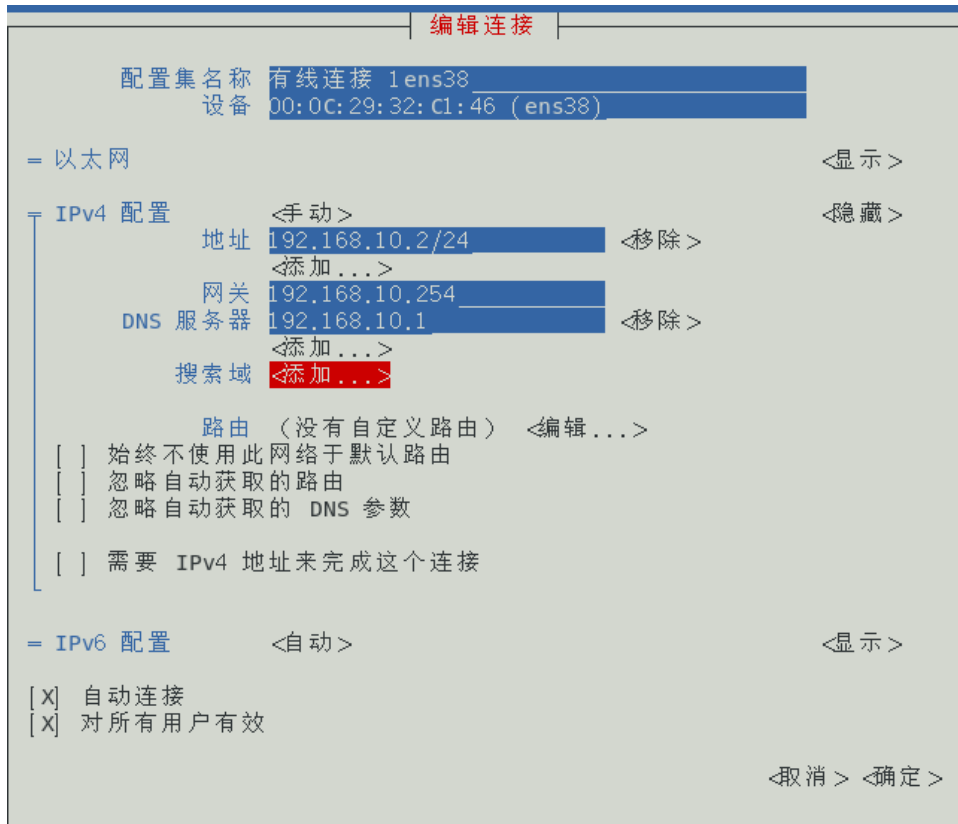 编辑连接
配置集名称 有线连接 1ens38
设备 00:0C:29:32:C1:46 (ens38)
= 以太网 <显示>
IPv4 配置 <手动> <隐藏>
地址 192.168.10.2/24 <移除>
<添加...>
网关 192.168.10.254
DNS 服务器 192.168.10.1 <移除>
<添加...>
搜索域 <添加...>
路由 (没有自定义路由) <编辑...>
[ ] 始终不使用此网络于默认路由
[ ] 忽略自动获取的路由
[ ] 忽略自动获取的 DNS 参数
[ ] 需要 IPv4 地址来完成这个连接
= IPv6 配置 <自动> <显示>
[X] 自动连接
[X] 对所有用户有效
<取消> <确定>